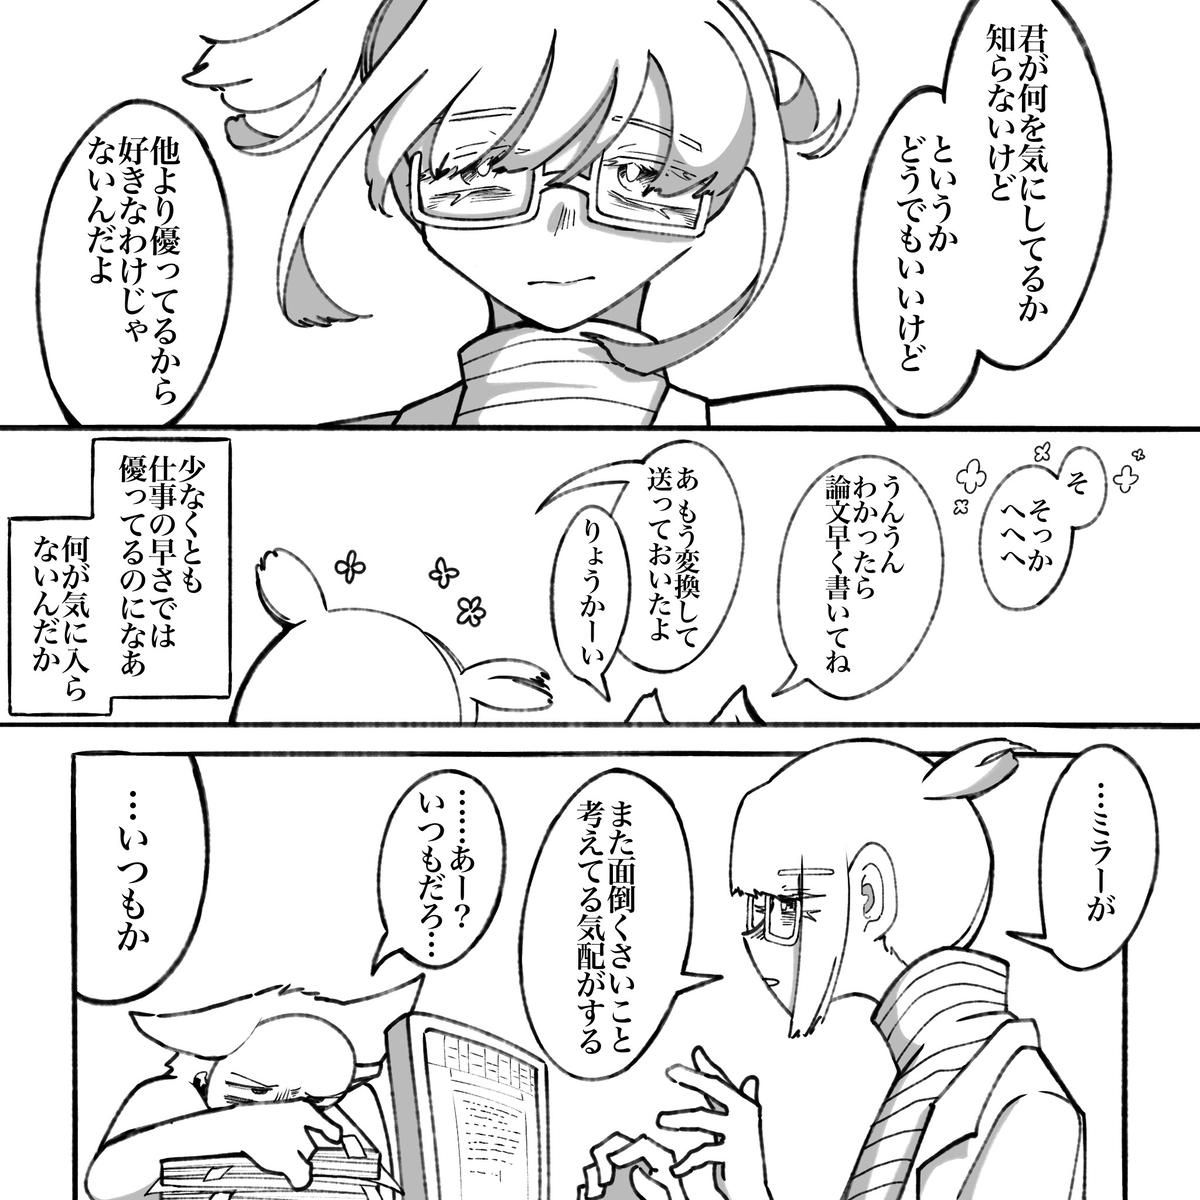 君が何を気にしてるか
知らないけど
というか
どうでもいいけど
他より優ってるから
好きなわけじゃ
ないんだよ
そ
そっか
へへへ
うんうん
わかったら
論文早く書いてね
あ もう変換して
送っておいたよ
りょうかーい
少なくとも
仕事の早さでは
優ってるのになあ
何が気に入ら
ないんだか
…ミラーが
また面倒くさいこと
考えてる気配がする
……あー？
いつもだろ…
…いつもか